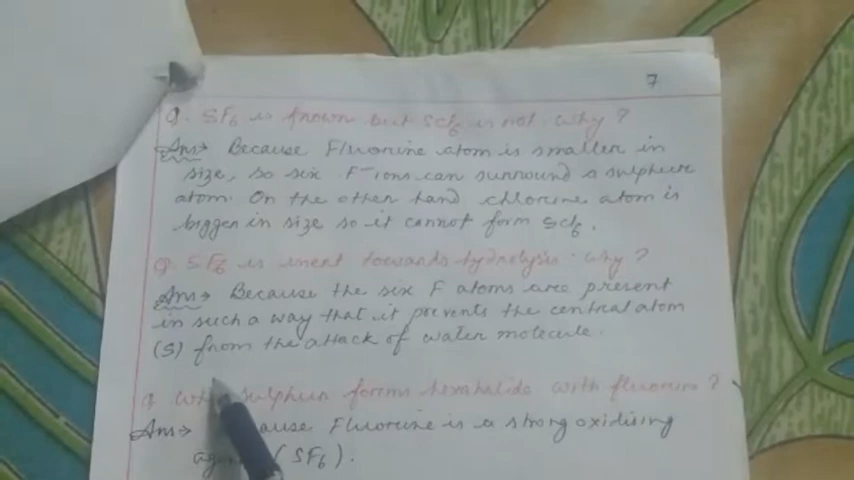 7
Q. SF6 is known but SCl6 is not. Why?
Ans→ Because Fluorine atom is smaller in
size, so six F⁻ ions can surround a sulphure
atom. On the other hand chlorine atom is
bigger in size so it cannot form SCl6.
Q. SF6 is inert towards hydrolysis. Why?
Ans→ Because the six F atoms are present
in such a way that it prevents the central atom
(S) from the attack of water molecule.
Q Why sulphur forms hexahalide with fluorine?
Ans→ Fluorine is a strong oxidising
(SF6).